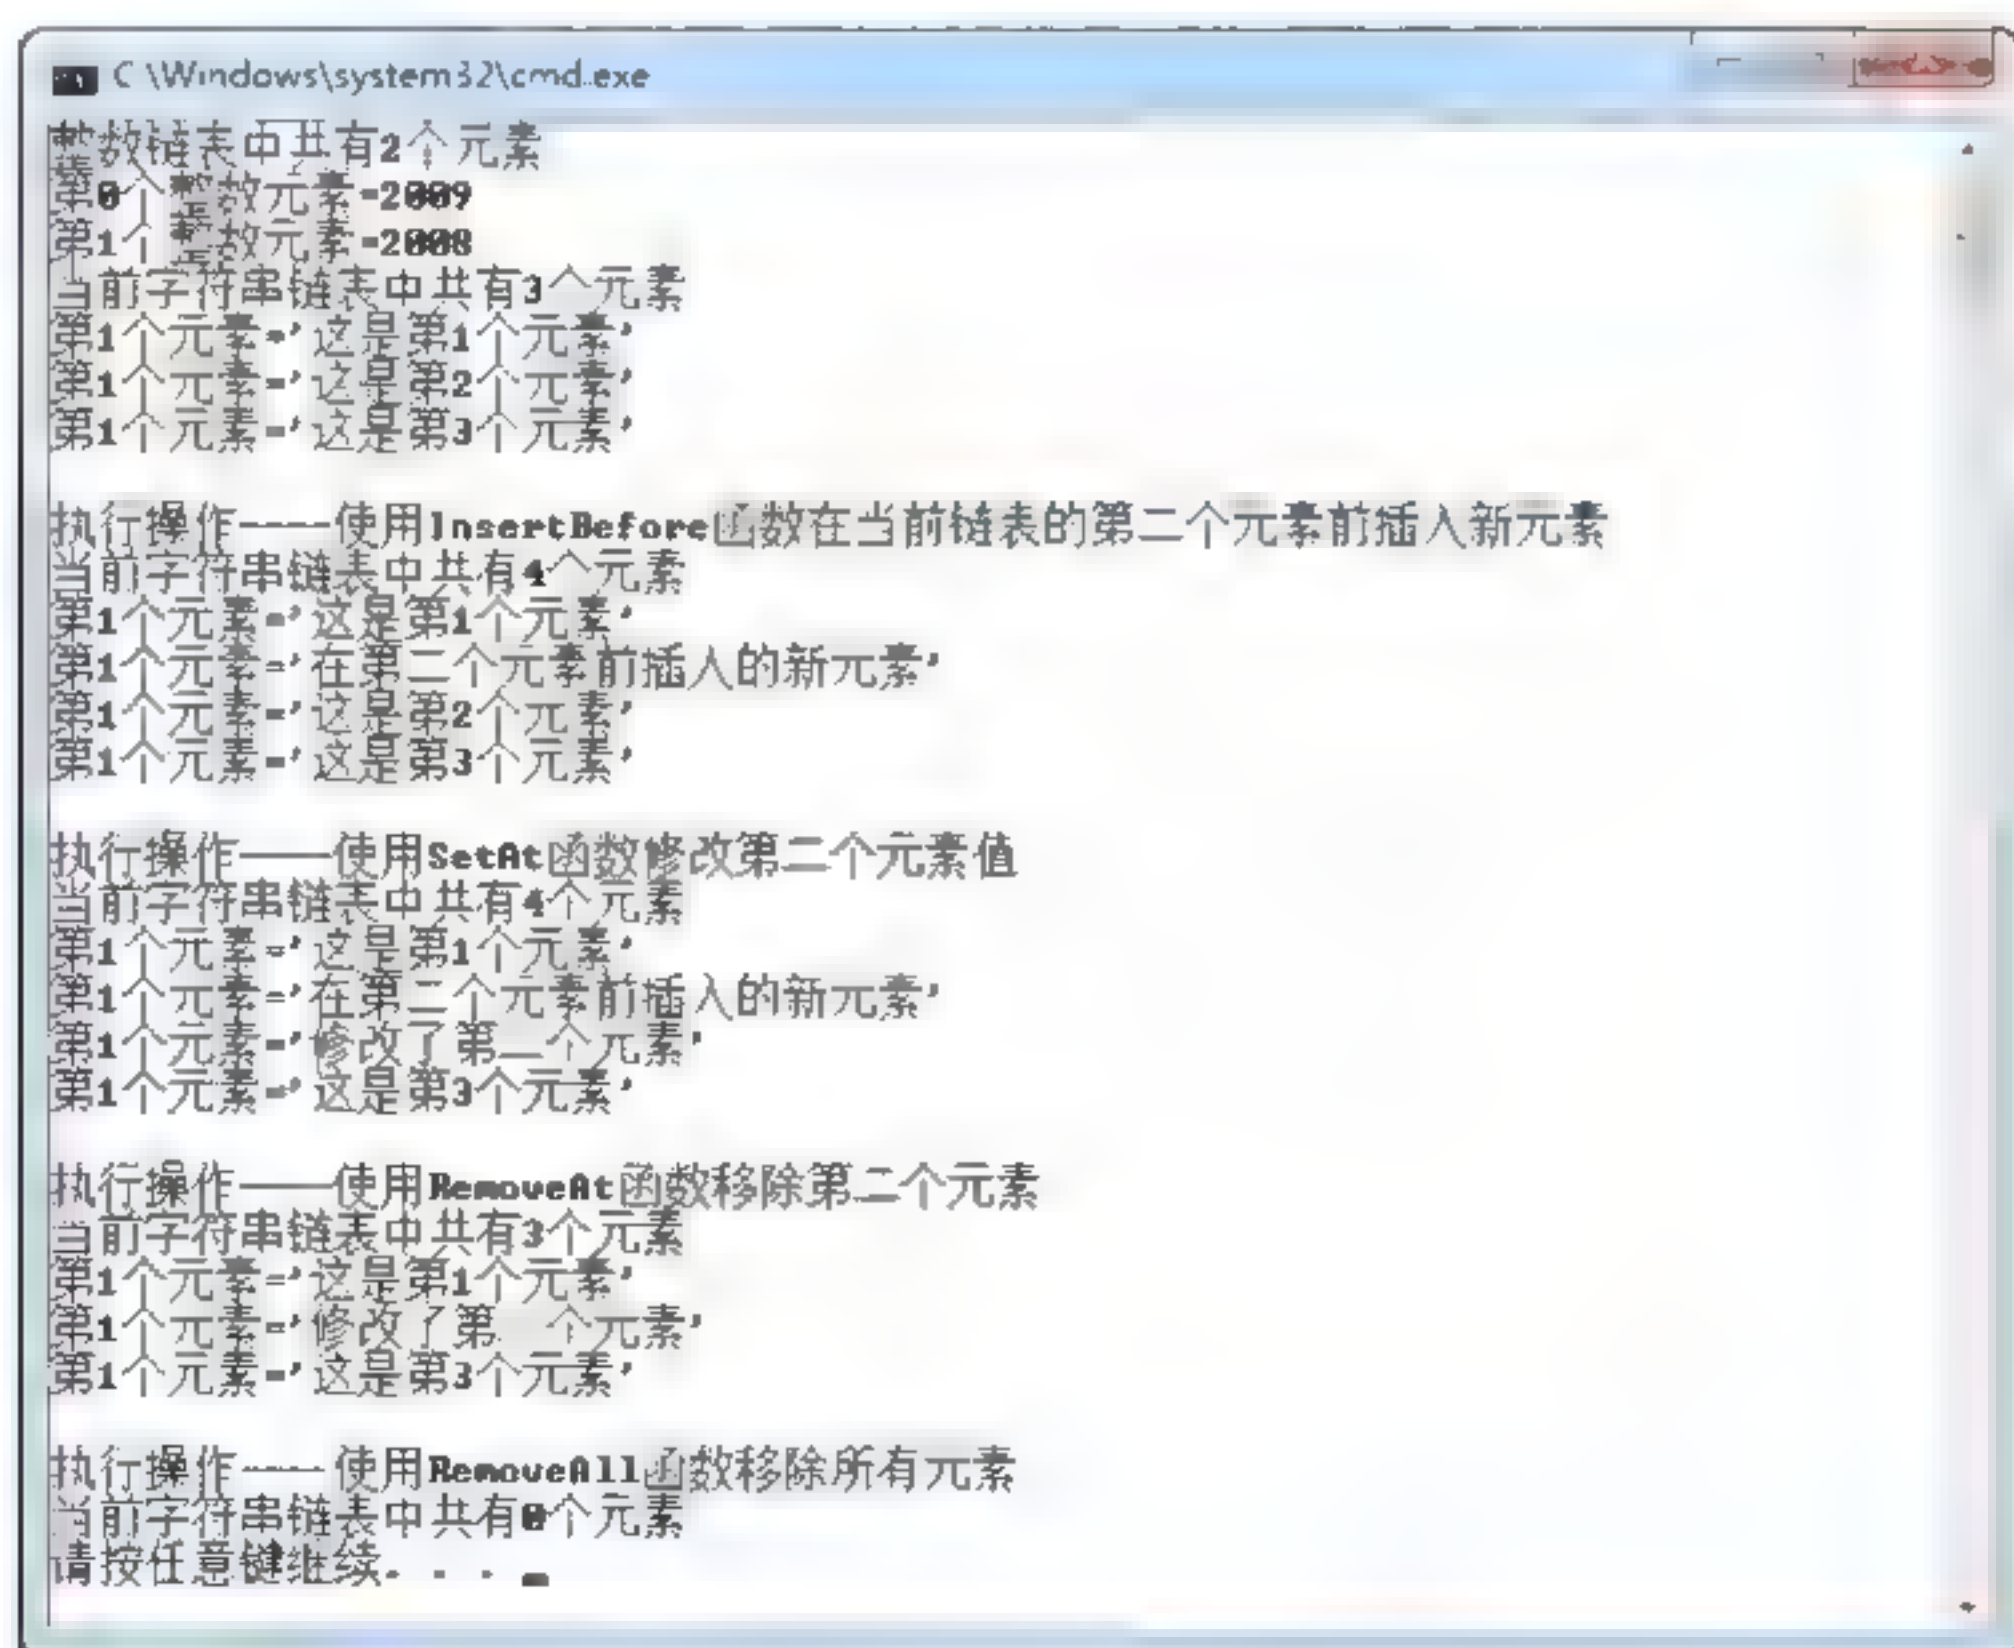 C:\Windows\system32\cmd.exe
整数链表中共有2个元素
第0个整数元素=2009
第1个整数元素=2008
当前字符串链表中共有3个元素
第1个元素='这是第1个元素'
第1个元素='这是第2个元素'
第1个元素='这是第3个元素'
执行操作----使用InsertBefore函数在当前链表的第二个元素前插入新元素
当前字符串链表中共有4个元素
第1个元素='这是第1个元素'
第1个元素='在第二个元素前插入的新元素'
第1个元素='这是第2个元素'
第1个元素='这是第3个元素'
执行操作——使用SetAt函数修改第二个元素值
当前字符串链表中共有4个元素
第1个元素='这是第1个元素'
第1个元素='在第二个元素前插入的新元素'
第1个元素='修改了第二个元素'
第1个元素='这是第3个元素'
执行操作——使用RemoveAt函数移除第二个元素
当前字符串链表中共有3个元素
第1个元素='这是第1个元素'
第1个元素='修改了第二个元素'
第1个元素='这是第3个元素'
执行操作——使用RemoveAll函数移除所有元素
当前字符串链表中共有0个元素
请按任意键继续. . .